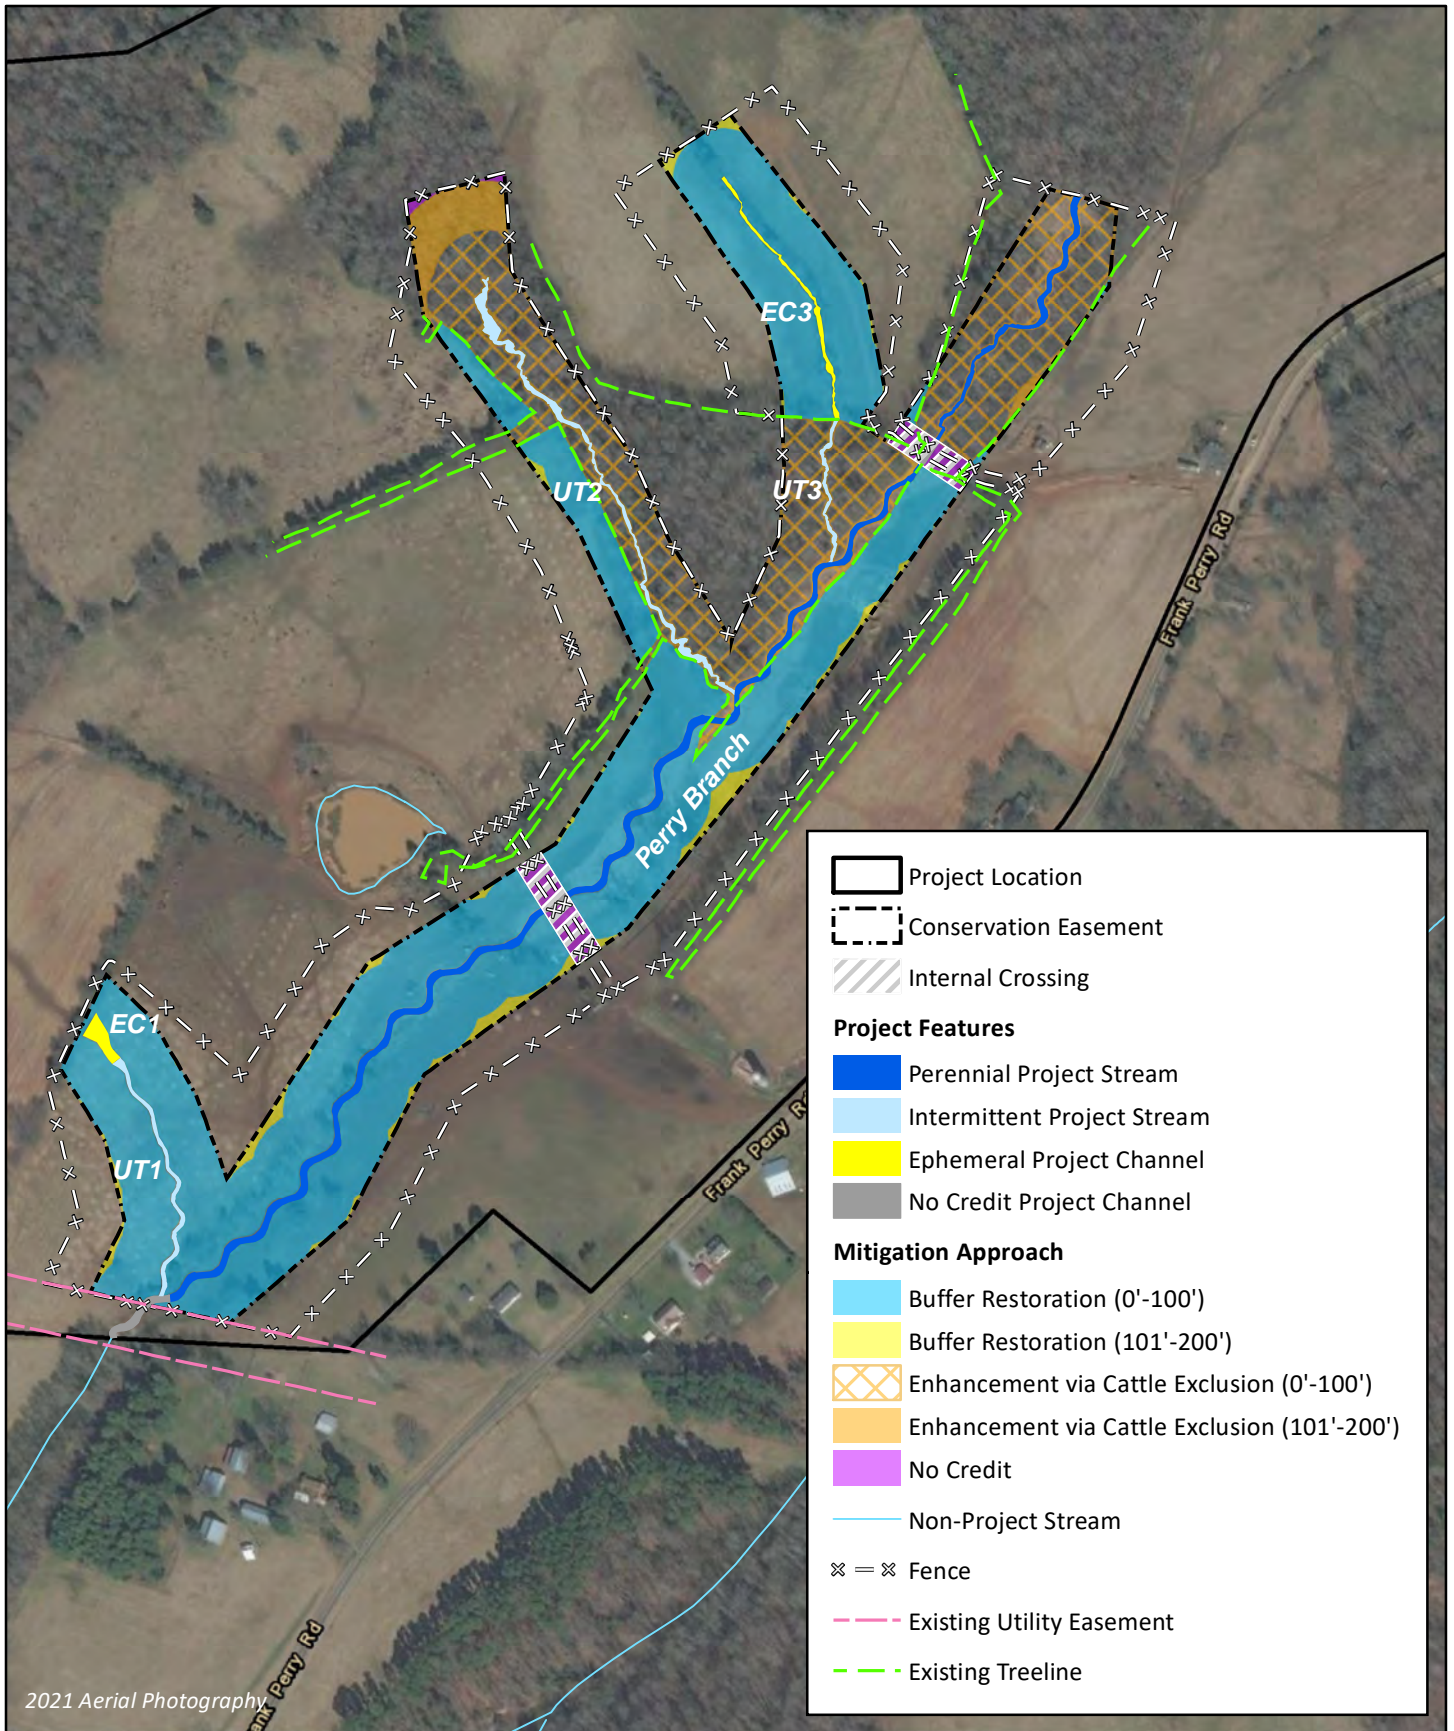 EC3
UT2
UT3
Frank Perry Rd
Perry Branch
EC1
UT1
Frank Perry Rd
Project Location
Conservation Easement
Internal Crossing
Project Features
Perennial Project Stream
Intermittent Project Stream
Ephemeral Project Channel
No Credit Project Channel
Mitigation Approach
Buffer Restoration (0'-100')
Buffer Restoration (101'-200')
Enhancement via Cattle Exclusion (0'-100')
Enhancement via Cattle Exclusion (101'-200')
No Credit
Non-Project Stream
Fence
Existing Utility Easement
Existing Treeline
2021 Aerial Photography
ank Perry Rd